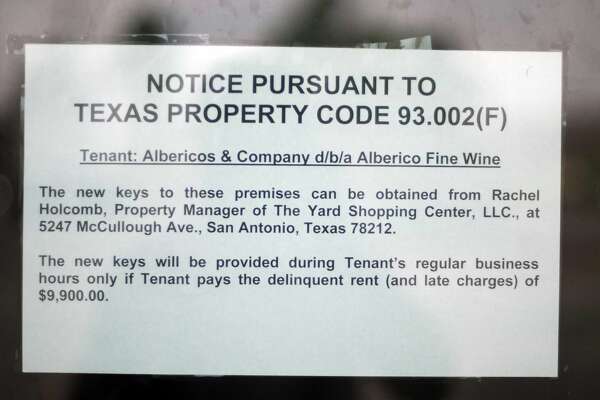 NOTICE PURSUANT TO
TEXAS PROPERTY CODE 93.002(F)
Tenant: Albericos & Company d/b/a Alberico Fine Wine
The new keys to these premises can be obtained from Rachel
Holcomb, Property Manager of The Yard Shopping Center, LLC., at
5247 McCullough Ave., San Antonio, Texas 78212.
The new keys will be provided during Tenant's regular business
hours only if Tenant pays the delinquent rent (and late charges) of
$9,900.00.